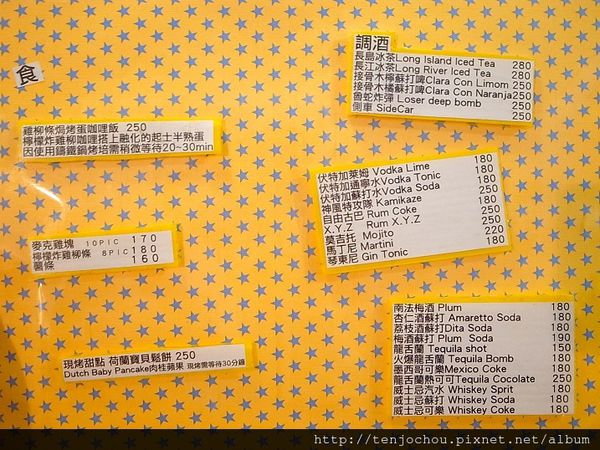 食
雞柳條焗烤蛋咖哩飯 250
檸檬炸雞柳咖哩搭上融化的起士半熟蛋
因使用鑄鐵鍋烤培需稍微等待20~30min
麥克雞塊 10PIC 170
檸檬炸雞柳條 8PIC 180
薯條 160
現烤甜點 荷蘭寶貝鬆餅 250
Dutch Baby Pancake肉桂蘋果 現烤需等待30分鐘
調酒
長島冰茶Long Island Iced Tea 280
長江冰茶Long River Iced Tea 280
接骨木檸蘇打啤Clara Con Limom 250
接骨木橘蘇打啤Clara Con Naranja 250
魯蛇炸彈 Loser deep bomb 250
側車 SideCar 250
伏特加萊姆 Vodka Lime 180
伏特加通寧水Vodka Tonic 180
伏特加蘇打水Vodka Soda 180
神風特攻隊 Kamikaze 250
自由古巴 Rum Coke 180
X.Y.Z Rum X.Y.Z 250
莫吉托 Mojito 250
馬丁尼 Martini 220
琴東尼 Gin Tonic 180
南法梅酒 Plum 180
杏仁酒蘇打 Amaretto Soda 180
荔枝酒蘇打Dita Soda 180
梅酒蘇打 Plum Soda 190
龍舌蘭 Tequila shot 150
火爆龍舌蘭 Tequila Bomb 180
墨西哥可樂Mexico Coke 180
龍舌蘭熱可可Tequila Cocolate 250
威士忌汽水 Whiskey Sprit 180
威士忌蘇打 Whiskey Soda 180
威士忌可樂 Whiskey Coke 180
http://tenjochou.pixnet.net/album